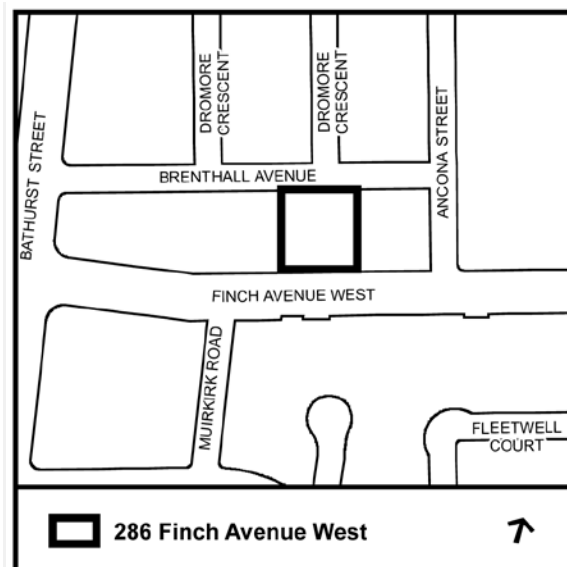 DROMORE
CRESCENT
DROMORE
CRESCENT
ANCONA STREET
BATHURST STREET
BRENTHALL AVENUE
FINCH AVENUE WEST
MUIRKIRK ROAD
FLEETWELL
COURT
286 Finch Avenue West